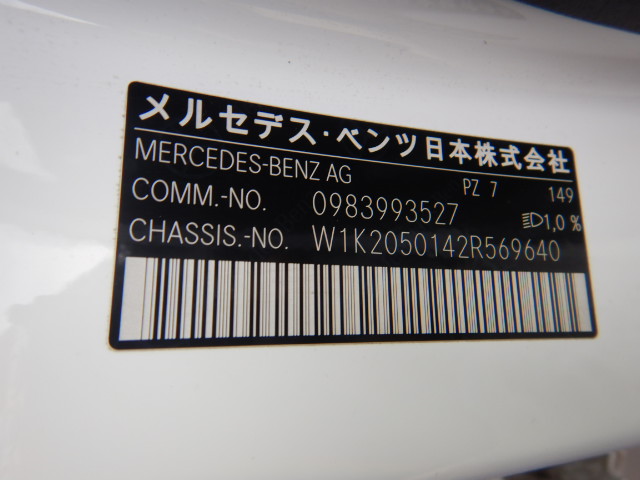 メルセデス・ベンツ日本株式会社
MERCEDES-BENZ AG PZ 7 149
COMM.-NO. 0983993527 1,0 %
CHASSIS.-NO. W1K2050142R569640